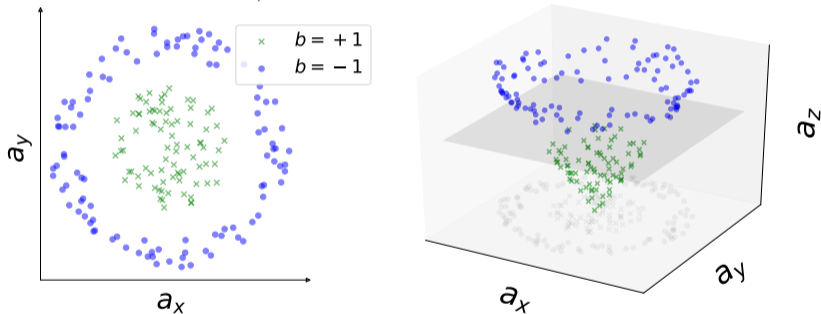 b = +1
b = −1
a_y
a_x
a_z
a_y
a_x